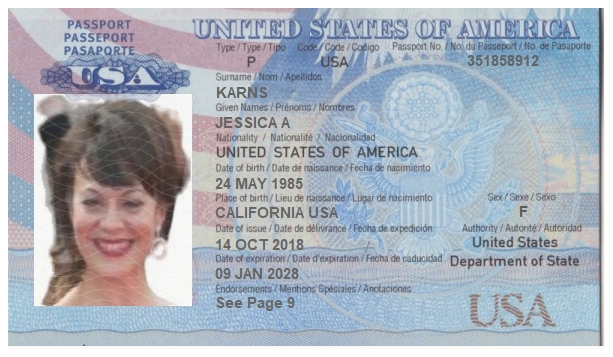 PASSPORT
PASSEPORT
PASAPORTE
USA
UNITED STATES OF AMERICA
Type / Type / Tipo Code / Code / Codigo Passport No. / No. du Passeport / No. de Pasaporte
P USA 351858912
Surname / Nom / Apellidos
KARNS
Given Names / Prénoms / Nombres
JESSICA A
Nationality / Nationalité / Nacionalidad
UNITED STATES OF AMERICA
Date of birth / Date de naissance / Fecha de nacimiento
24 MAY 1985
Place of birth / Lieu de naissance / Lugar de nacimiento Sex / Sexe / Sexo
CALIFORNIA USA F
Date of issue / Date de délivrance / Fecha de expedición Authority / Autorité / Autoridad
14 OCT 2018 United States
Date of expiration / Date d'expiration / Fecha de caducidad Department of State
09 JAN 2028
Endorsements / Mentions Spéciales / Anotaciones
See Page 9
USA